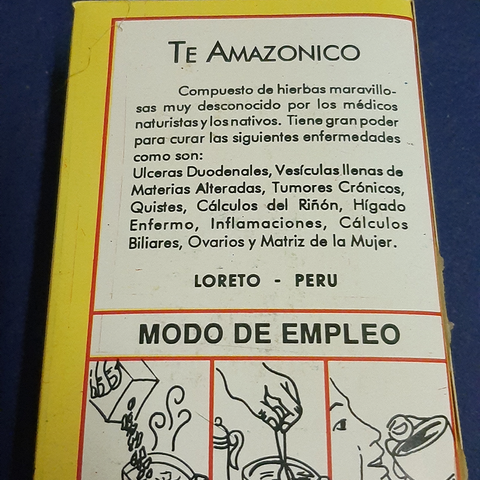 TE AMAZONICO
Compuesto de hierbas maravillo-
sas muy desconocido por los médicos
naturistas y los nativos. Tiene gran poder
para curar las siguientes enfermedades
como son:
Ulceras Duodenales, Vesículas llenas de
Materias Alteradas, Tumores Crónicos,
Quistes, Cálculos del Riñón, Hígado
Enfermo, Inflamaciones, Cálculos
Biliares, Ovarios y Matriz de la Mujer.
LORETO - PERU
MODO DE EMPLEO